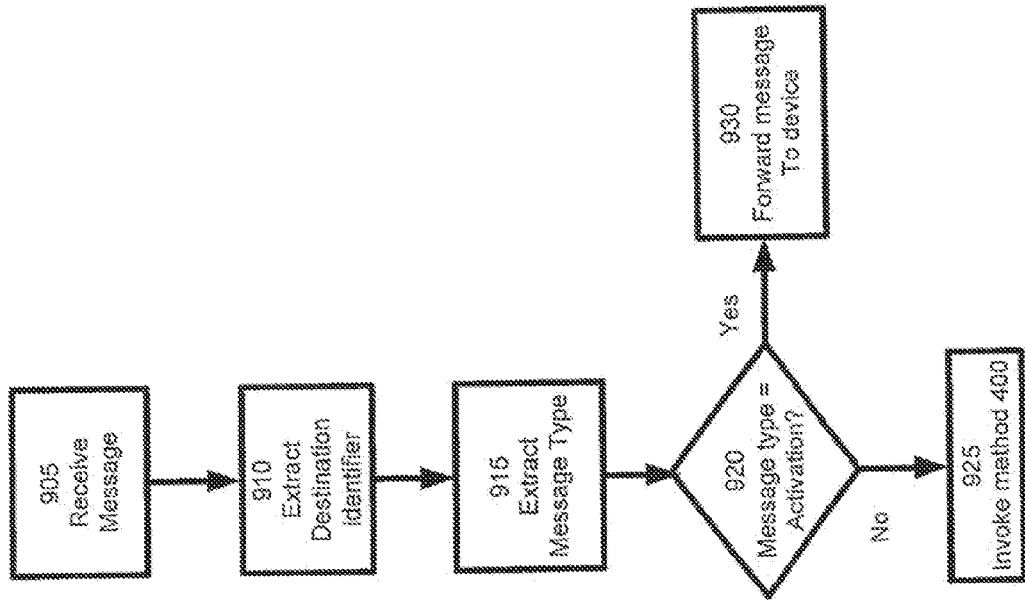 905
Receive
Message
910
Extract
Destination
Identifier
915
Extract
Message Type
920
Message type =
Activation?
Yes
930
Forward message
To device
No
925
Invoke method 400